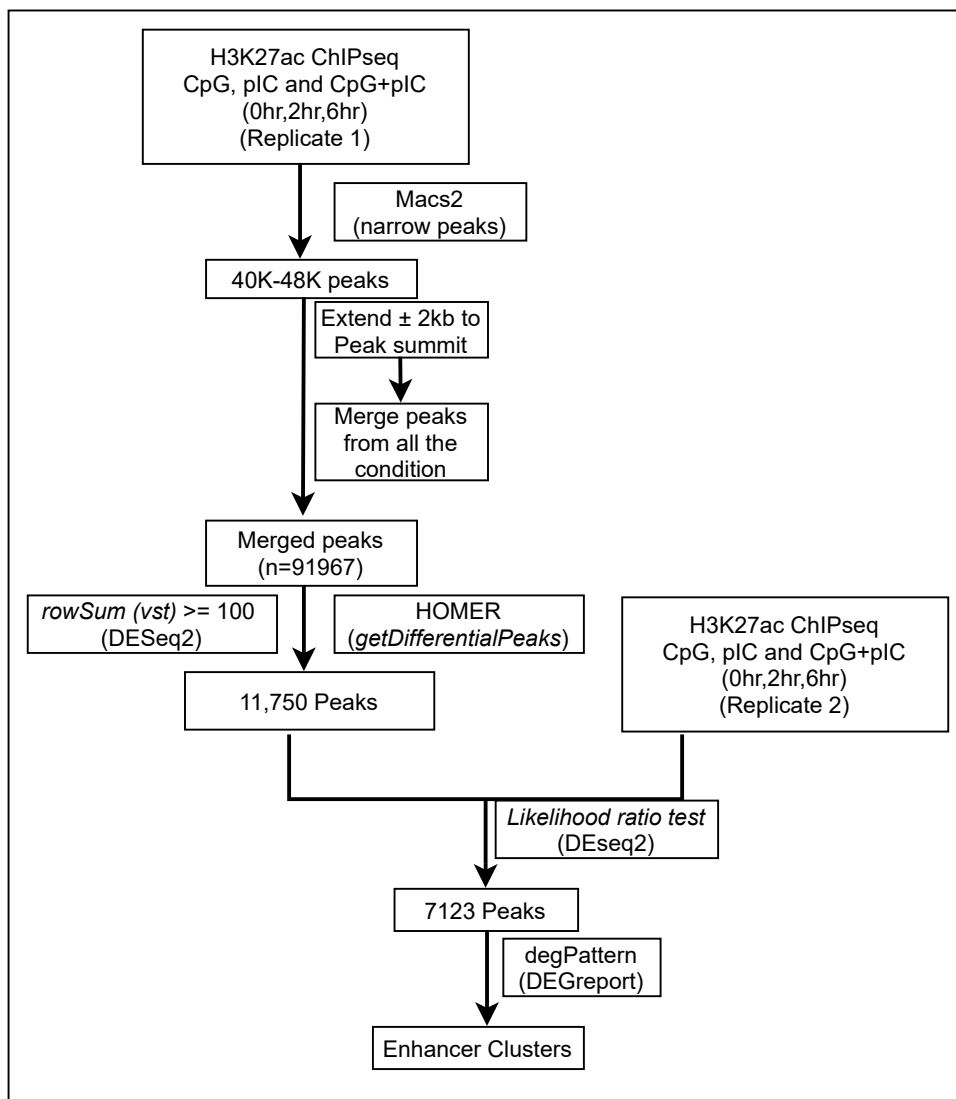 H3K27ac ChIPseq
CpG, pIC and CpG+pIC
(0hr,2hr,6hr)
(Replicate 1)
Macs2
(narrow peaks)
40K-48K peaks
Extend ± 2kb to
Peak summit
Merge peaks
from all the
condition
Merged peaks
(n=91967)
rowSum (vst) >= 100
(DESeq2)
HOMER
(getDifferentialPeaks)
H3K27ac ChIPseq
CpG, pIC and CpG+pIC
(0hr,2hr,6hr)
(Replicate 2)
11,750 Peaks
Likelihood ratio test
(DEseq2)
7123 Peaks
degPattern
(DEGreport)
Enhancer Clusters